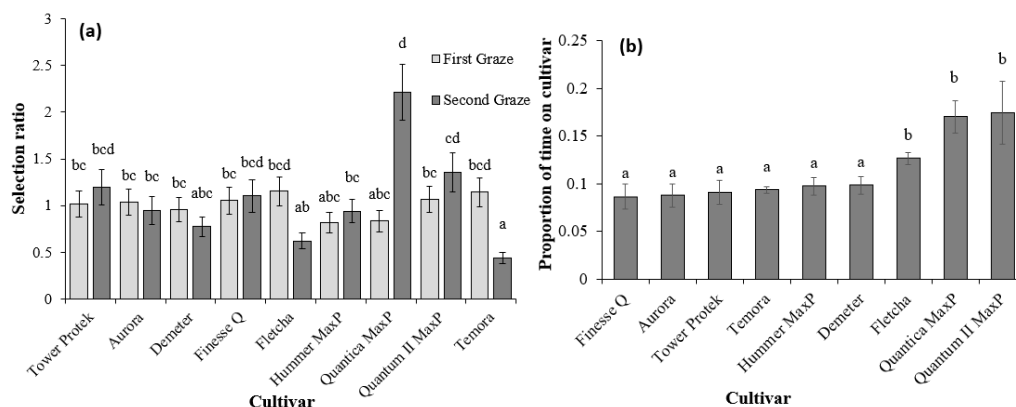 (a)
3
2.5
2
1.5
1
0.5
0
Selection ratio
First Graze
Second Graze
bc
bcd
bc
bc
bc
abc
bc
bcd
bcd
ab
abc
bc
abc
d
bc
cd
bcd
a
Tower Protek
Aurora
Demeter
Finesse Q
Fletcha
Hummer MaxP
Quantica MaxP
Quantum II MaxP
Temora
Cultivar
(b)
0.25
0.2
0.15
0.1
0.05
0
Proportion of time on cultivar
a
a
a
a
a
a
b
b
b
Finesse Q
Aurora
Tower Protek
Temora
Hummer MaxP
Demeter
Fletcha
Quantica MaxP
Quantum II MaxP
Cultivar